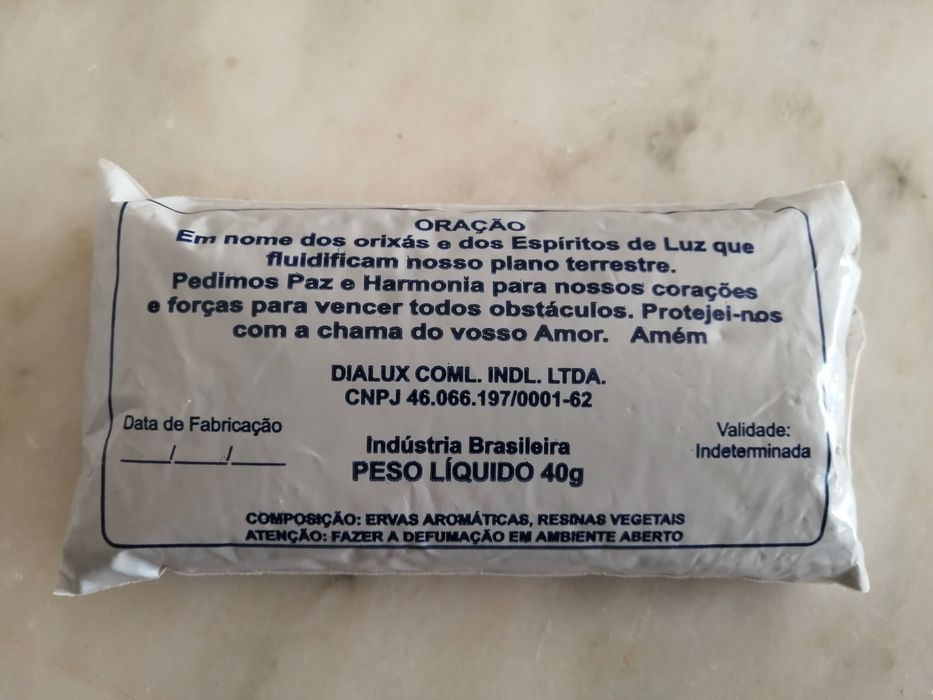 ORAÇÃO
Em nome dos orixás e dos Espíritos de Luz que
fluidificam nosso plano terrestre.
Pedimos Paz e Harmonia para nossos corações
e forças para vencer todos obstáculos. Protejei-nos
com a chama do vosso Amor. Amém
DIALUX COML. INDL. LTDA.
CNPJ 46.066.197/0001-62
Data de Fabricação
___/___/___
Validade:
Indeterminada
Indústria Brasileira
PESO LÍQUIDO 40g
COMPOSIÇÃO: ERVAS AROMÁTICAS, RESINAS VEGETAIS
ATENÇÃO: FAZER A DEFUMAÇÃO EM AMBIENTE ABERTO